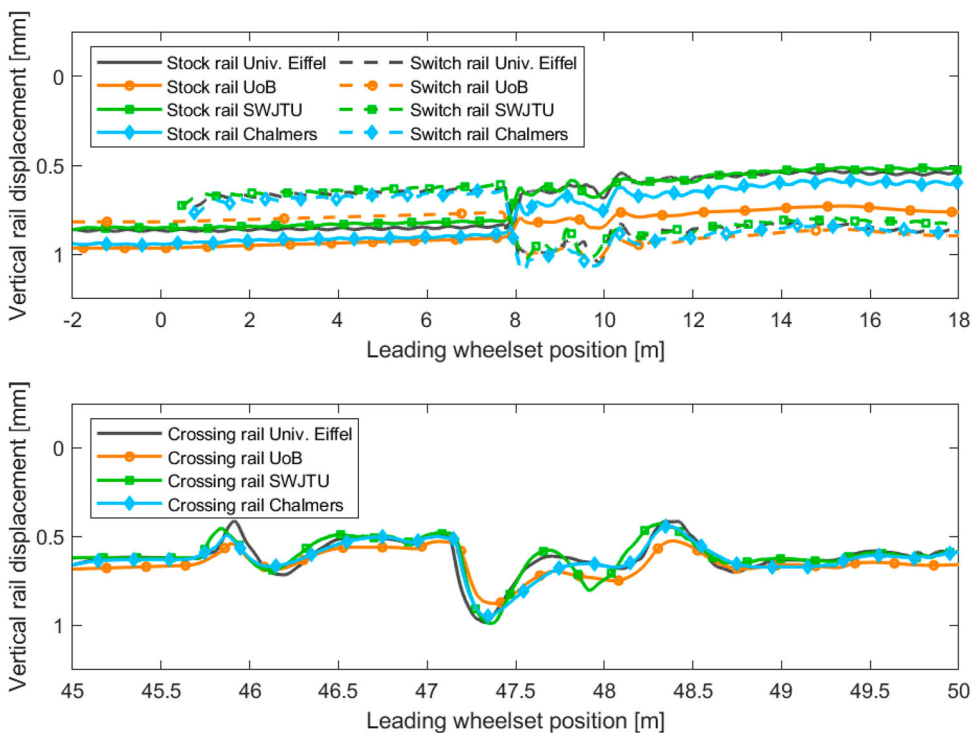 Vertical rail displacement [mm]
0
0.5
1
Stock rail Univ. Eiffel
Stock rail UoB
Stock rail SWJTU
Stock rail Chalmers
Switch rail Univ. Eiffel
Switch rail UoB
Switch rail SWJTU
Switch rail Chalmers
-2 0 2 4 6 8 10 12 14 16 18
Leading wheelset position [m]
Vertical rail displacement [mm]
0
0.5
1
Crossing rail Univ. Eiffel
Crossing rail UoB
Crossing rail SWJTU
Crossing rail Chalmers
45 45.5 46 46.5 47 47.5 48 48.5 49 49.5 50
Leading wheelset position [m]